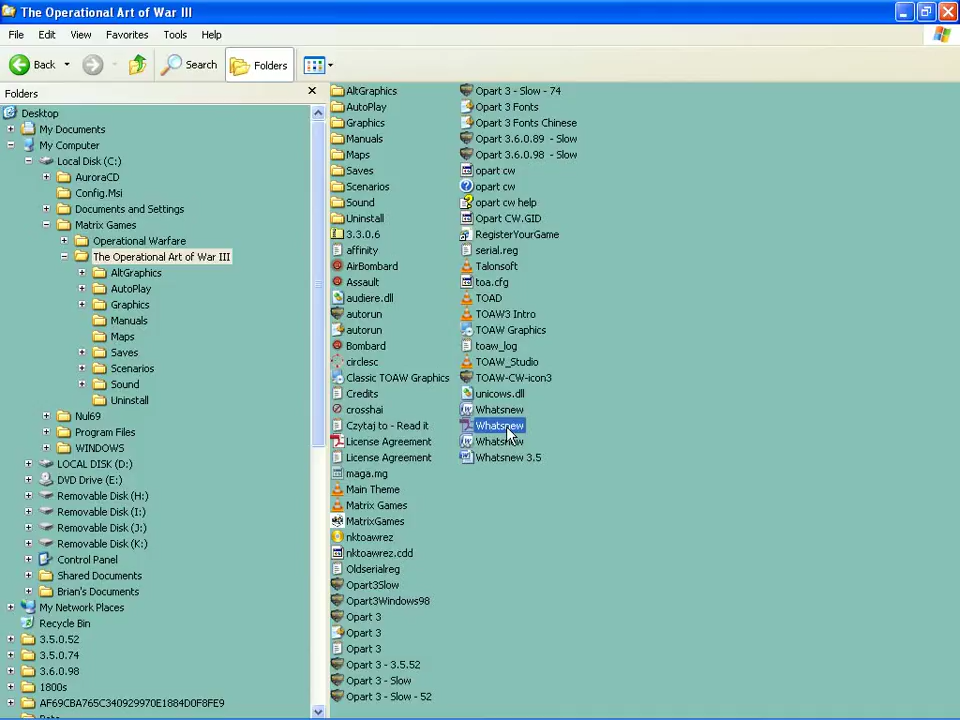 The Operational Art of War III
File Edit View Favorites Tools Help
Back Search Folders
Folders
Desktop
My Documents
My Computer
Local Disk (C:)
AuroraCD
Config.Msi
Documents and Settings
Matrix Games
Operational Warfare
The Operational Art of War III
AltGraphics
AutoPlay
Graphics
Manuals
Maps
Saves
Scenarios
Sound
Uninstall
Nul69
Program Files
WINDOWS
LOCAL DISK (D:)
DVD Drive (E:)
Removable Disk (H:)
Removable Disk (I:)
Removable Disk (J:)
Removable Disk (K:)
Control Panel
Shared Documents
Brian's Documents
My Network Places
Recycle Bin
3.5.0.52
3.5.0.74
3.6.0.98
1800s
AF69CBA765C340929970E1884D0F8FE9
AltGraphics
AutoPlay
Graphics
Manuals
Maps
Saves
Scenarios
Sound
Uninstall
3.3.0.6
affinity
AirBombard
Assault
audiere.dll
autorun
autorun
Bombard
circlesc
Classic TOAW Graphics
Credits
crosshai
Czytaj to - Read it
License Agreement
License Agreement
maga.mg
Main Theme
Matrix Games
MatrixGames
nktoawrez
nktoawrez.cdd
Oldserialreg
Opart3Slow
Opart3Windows98
Opart 3
Opart 3
Opart 3
Opart 3 - 3.5.52
Opart 3 - Slow
Opart 3 - Slow - 52
Opart 3 - Slow - 74
Opart 3 Fonts
Opart 3 Fonts Chinese
Opart 3.6.0.89 - Slow
Opart 3.6.0.98 - Slow
opart cw
opart cw
opart cw help
Opart CW.GID
RegisterYourGame
serial.reg
Talonsoft
toa.cfg
TOAD
TOAW3 Intro
TOAW Graphics
toaw_log
TOAW_Studio
TOAW-CW-icon3
unicows.dll
Whatsnew
Whatsnew
Whatsnew
Whatsnew 3.5